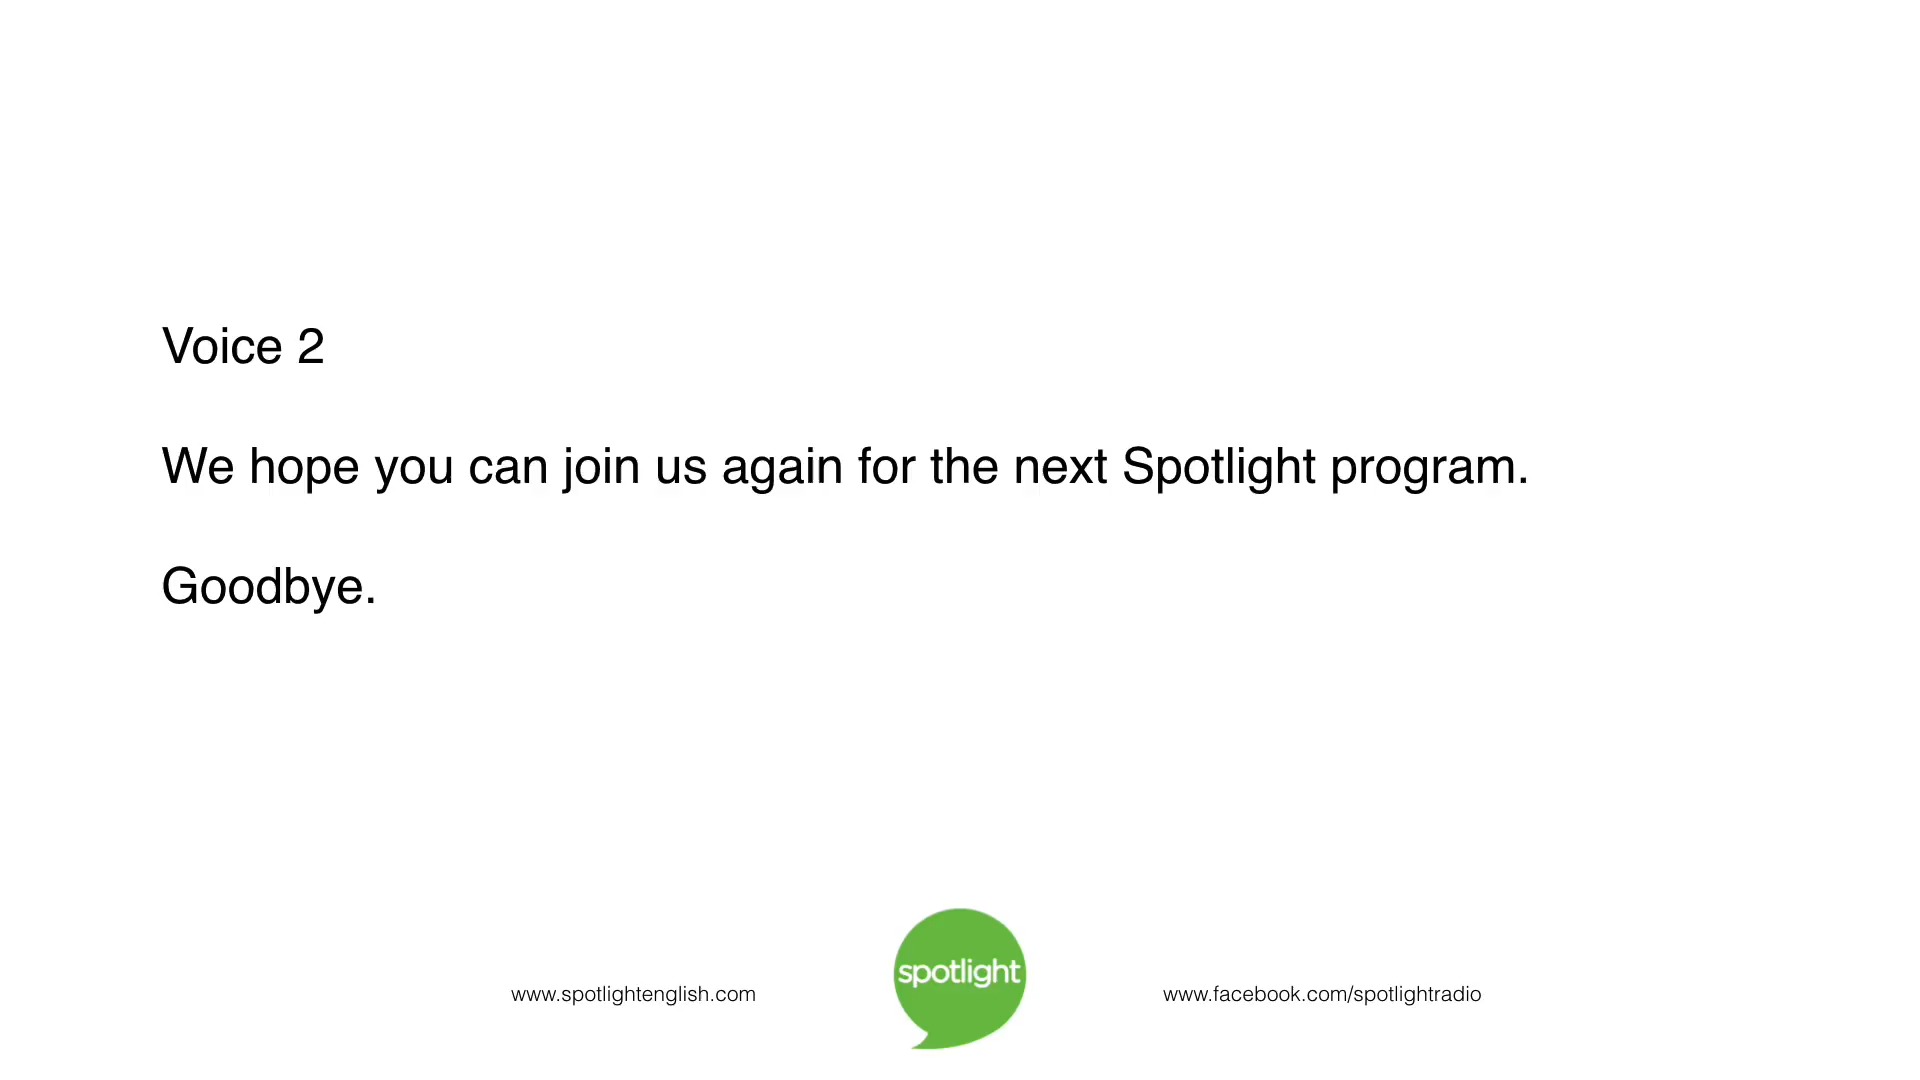 Voice 2
We hope you can join us again for the next Spotlight program.
Goodbye.
www.spotlightenglish.com
spotlight
www.facebook.com/spotlightradio